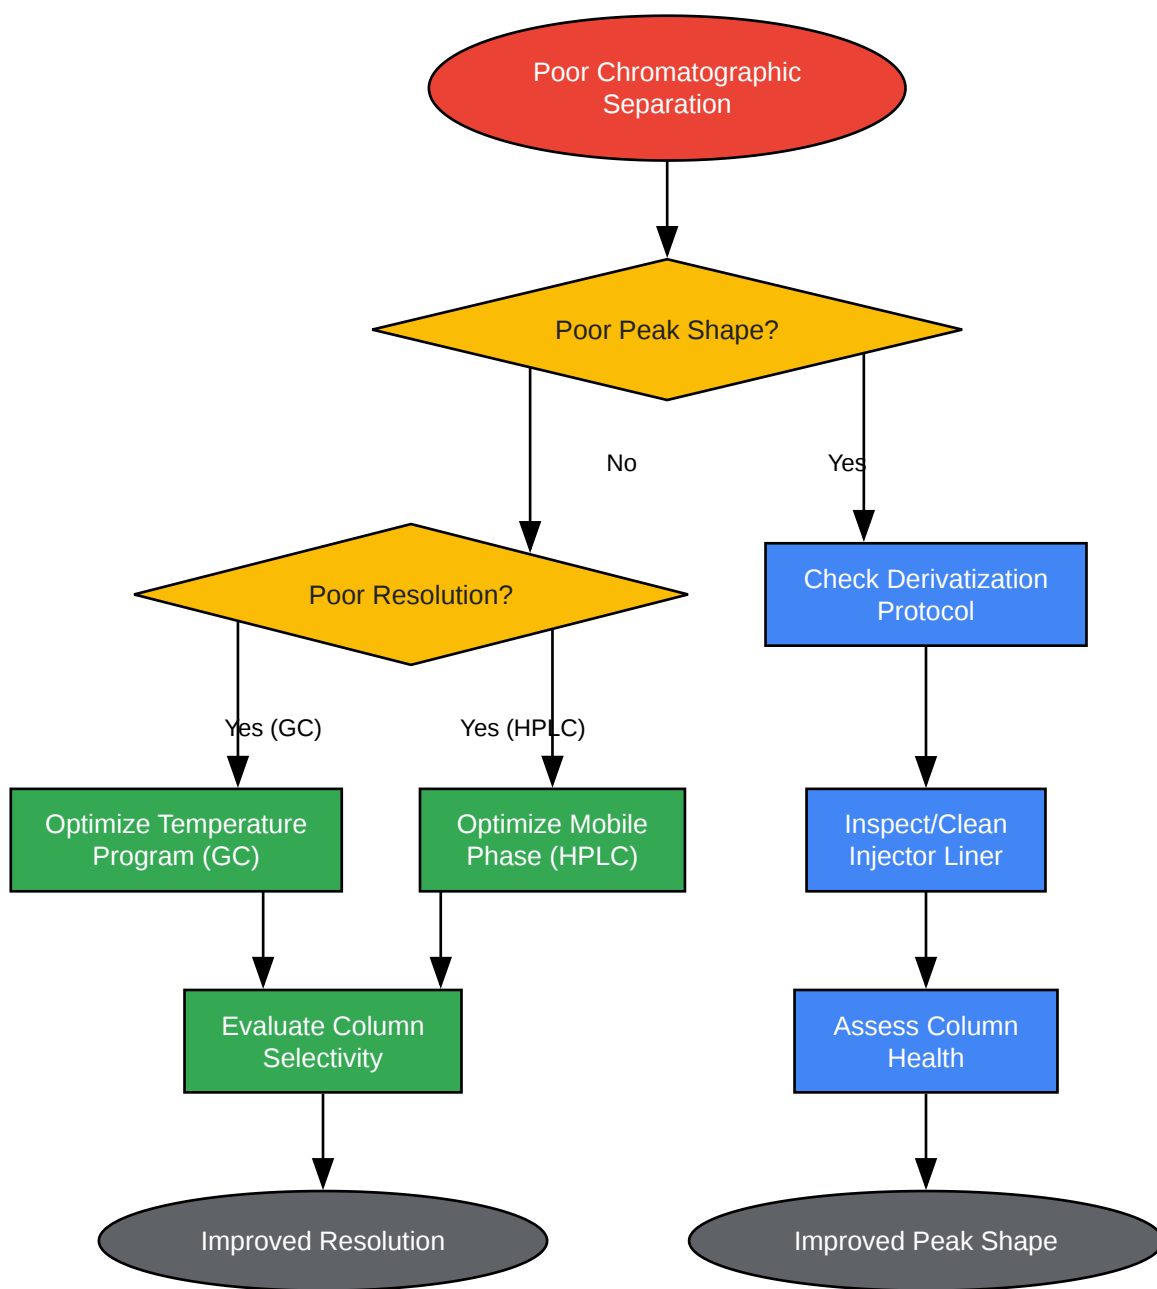 Poor Chromatographic
Separation
Poor Peak Shape?
No
Yes
Poor Resolution?
Check Derivatization
Protocol
Yes (GC)
Yes (HPLC)
Optimize Temperature
Program (GC)
Optimize Mobile
Phase (HPLC)
Inspect/Clean
Injector Liner
Evaluate Column
Selectivity
Assess Column
Health
Improved Resolution
Improved Peak Shape